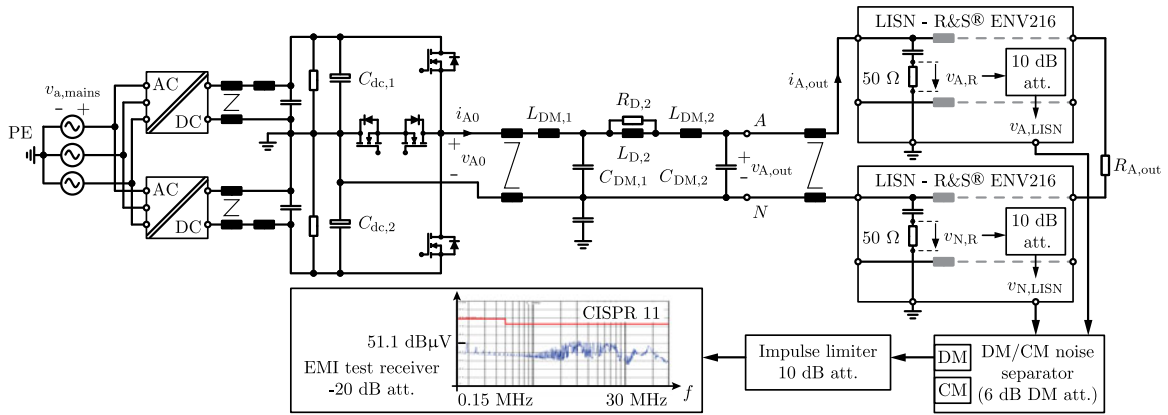 v_a,mains
- +
PE
AC
DC
AC
DC
C_dc,1
C_dc,2
i_A0
+
v_A0
-
L_DM,1
R_D,2
L_D,2
L_DM,2
C_DM,1
C_DM,2
A
+
v_A,out
-
N
i_A,out
LISN - R&S® ENV216
50 Ω
v_A,R
10 dB
att.
v_A,LISN
R_A,out
LISN - R&S® ENV216
50 Ω
v_N,R
10 dB
att.
v_N,LISN
CISPR 11
51.1 dBμV
EMI test receiver
-20 dB att.
0.15 MHz
30 MHz
f
Impulse limiter
10 dB att.
DM
CM
DM/CM noise
separator
(6 dB DM att.)